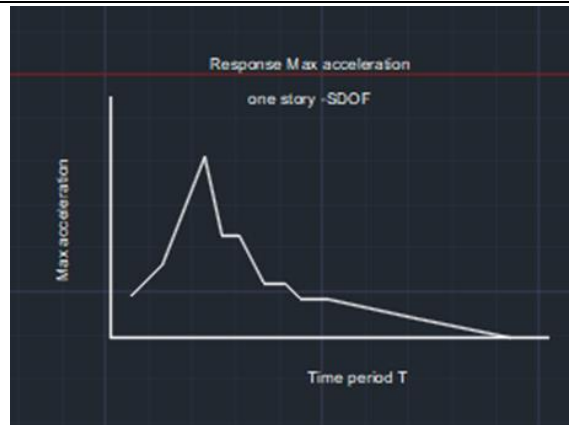 Response Max acceleration
one story -SDOF
Max acceleration
Time period T